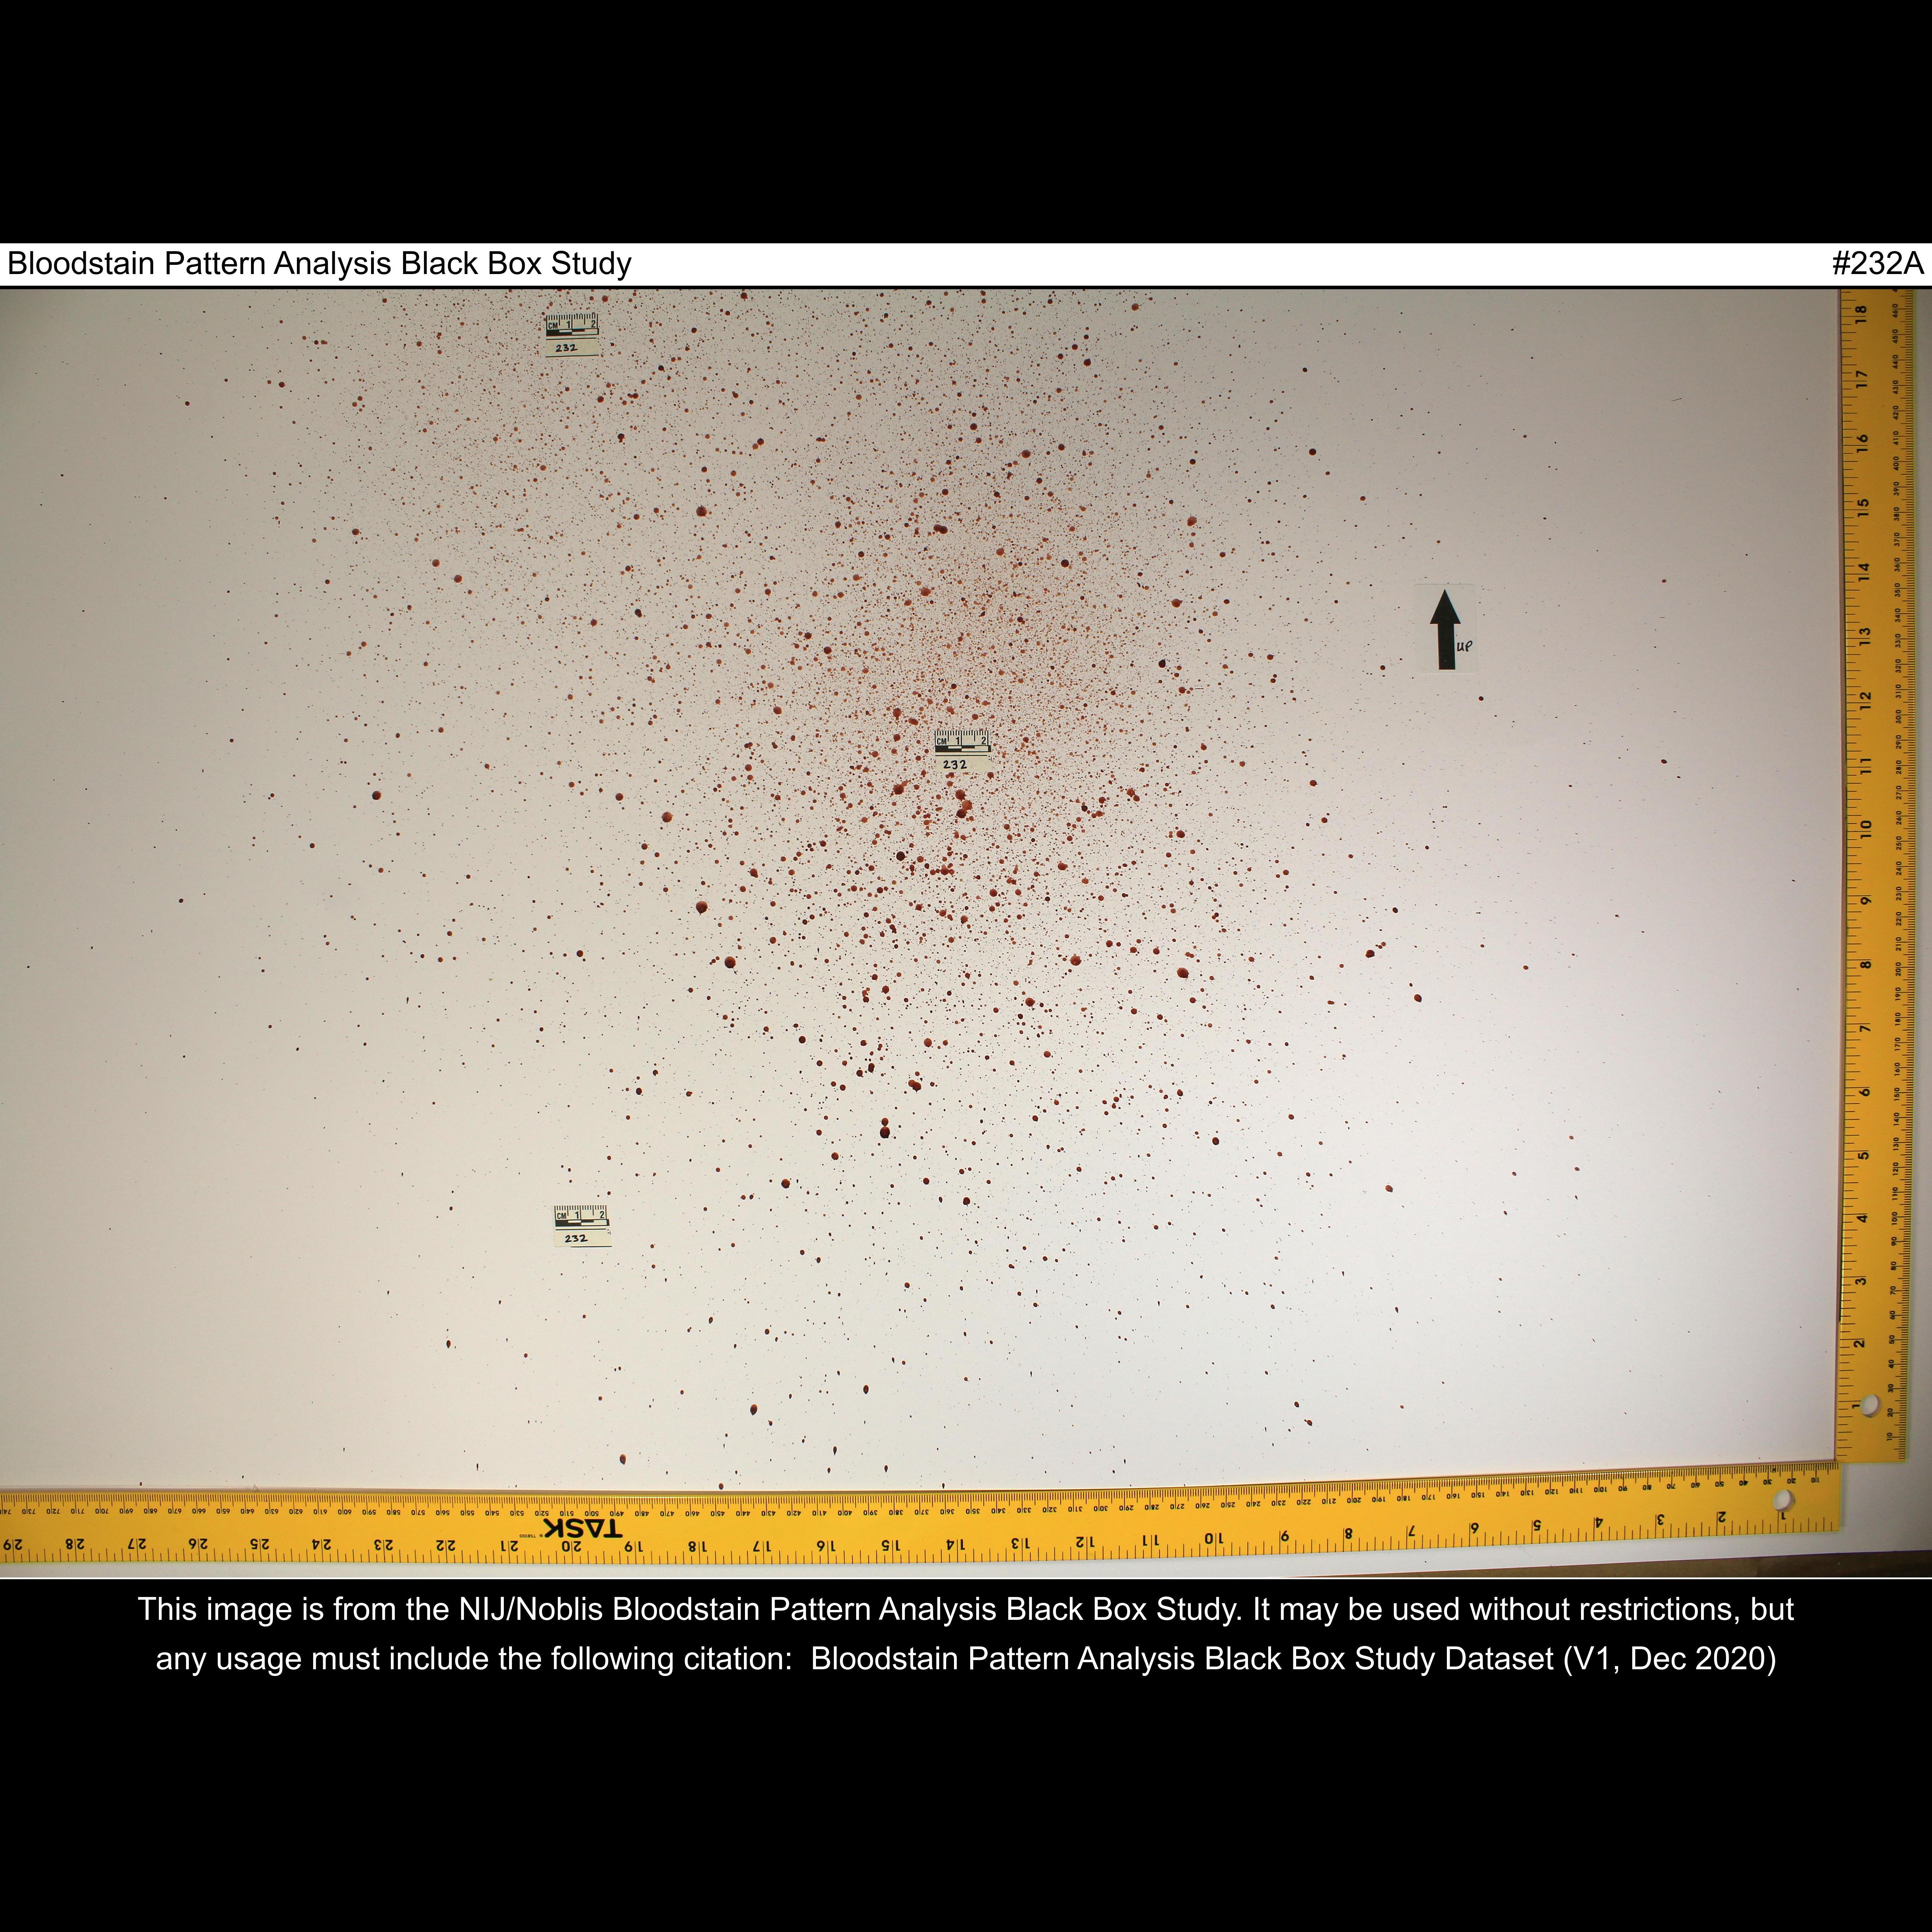 Bloodstain Pattern Analysis Black Box Study #232A
CM 1 2
232
UP
CM 1 2
232
CM 1 2
232
18
17
16
15
14
13
12
11
10
9
8
7
6
5
4
3
2
1
TASK
29 28 27 26 25 24 23 22 21 20 19 18 17 16 15 14 13 12 11 10 9 8 7 6 5 4 3 2 1
This image is from the NIJ/Noblis Bloodstain Pattern Analysis Black Box Study. It may be used without restrictions, but
any usage must include the following citation:  Bloodstain Pattern Analysis Black Box Study Dataset (V1, Dec 2020)